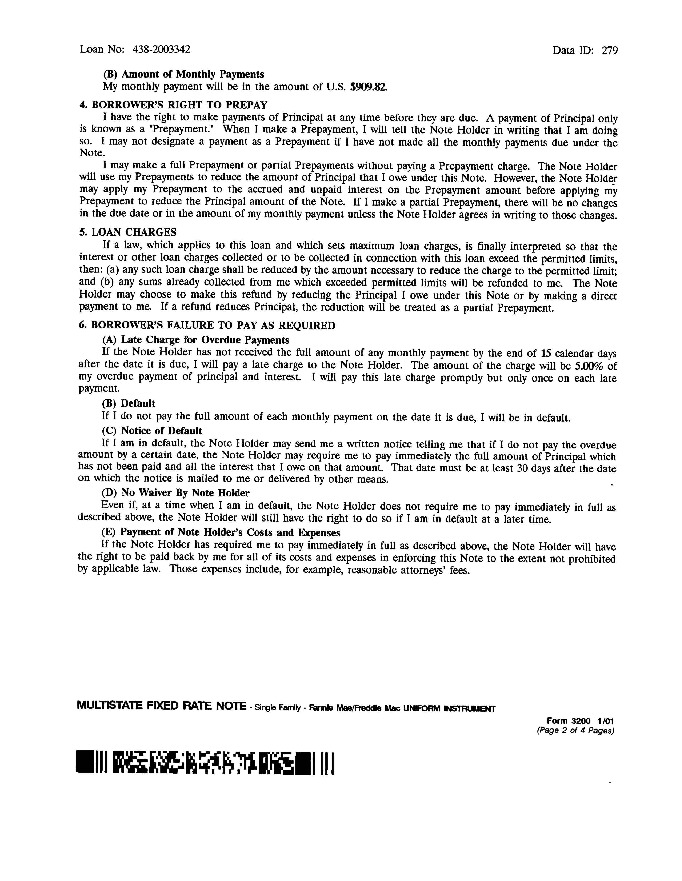 Loan No: 438-2003342
Data ID: 279
(B) Amount of Monthly Payments
My monthly payment will be in the amount of U.S. $909.82.
4. BORROWER'S RIGHT TO PREPAY
I have the right to make payments of Principal at any time before they are due. A payment of Principal only
is known as a "Prepayment." When I make a Prepayment, I will tell the Note Holder in writing that I am doing
so. I may not designate a payment as a Prepayment if I have not made all the monthly payments due under the
Note.
I may make a full Prepayment or partial Prepayments without paying a Prepayment charge. The Note Holder
will use my Prepayments to reduce the amount of Principal that I owe under this Note. However, the Note Holder
may apply my Prepayment to the accrued and unpaid interest on the Prepayment amount before applying my
Prepayment to reduce the Principal amount of the Note. If I make a partial Prepayment, there will be no changes
in the due date or in the amount of my monthly payment unless the Note Holder agrees in writing to those changes.
5. LOAN CHARGES
If a law, which applies to this loan and which sets maximum loan charges, is finally interpreted so that the
interest or other loan charges collected or to be collected in connection with this loan exceed the permitted limits,
then: (a) any such loan charge shall be reduced by the amount necessary to reduce the charge to the permitted limit;
and (b) any sums already collected from me which exceeded permitted limits will be refunded to me. The Note
Holder may choose to make this refund by reducing the Principal I owe under this Note or by making a direct
payment to me. If a refund reduces Principal, the reduction will be treated as a partial Prepayment.
6. BORROWER'S FAILURE TO PAY AS REQUIRED
(A) Late Charge for Overdue Payments
If the Note Holder has not received the full amount of any monthly payment by the end of 15 calendar days
after the date it is due, I will pay a late charge to the Note Holder. The amount of the charge will be 5.00% of
my overdue payment of principal and interest. I will pay this late charge promptly but only once on each late
payment.
(B) Default
If I do not pay the full amount of each monthly payment on the date it is due, I will be in default.
(C) Notice of Default
If I am in default, the Note Holder may send me a written notice telling me that if I do not pay the overdue
amount by a certain date, the Note Holder may require me to pay immediately the full amount of Principal which
has not been paid and all the interest that I owe on that amount. That date must be at least 30 days after the date
on which the notice is mailed to me or delivered by other means.
(D) No Waiver By Note Holder
Even if, at a time when I am in default, the Note Holder does not require me to pay immediately in full as
described above, the Note Holder will still have the right to do so if I am in default at a later time.
(E) Payment of Note Holder's Costs and Expenses
If the Note Holder has required me to pay immediately in full as described above, the Note Holder will have
the right to be paid back by me for all of its costs and expenses in enforcing this Note to the extent not prohibited
by applicable law. Those expenses include, for example, reasonable attorneys' fees.
MULTISTATE FIXED RATE NOTE - Single Family - Fannie Mae/Freddie Mac UNIFORM INSTRUMENT
Form 3200 1/01
(Page 2 of 4 Pages)